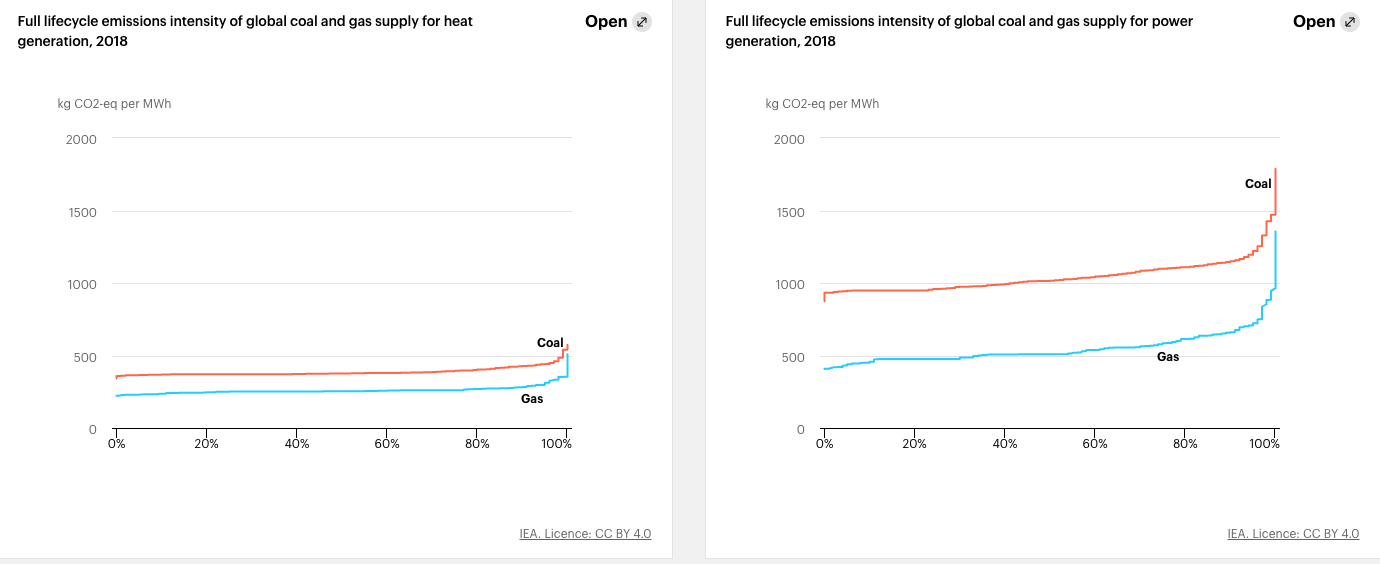 Full lifecycle emissions intensity of global coal and gas supply for heat
generation, 2018
Open
kg CO2-eq per MWh
2000
1500
1000
500
0
Coal
Gas
0% 20% 40% 60% 80% 100%
IEA. Licence: CC BY 4.0
Full lifecycle emissions intensity of global coal and gas supply for power
generation, 2018
Open
kg CO2-eq per MWh
2000
1500
1000
500
0
Coal
Gas
0% 20% 40% 60% 80% 100%
IEA. Licence: CC BY 4.0